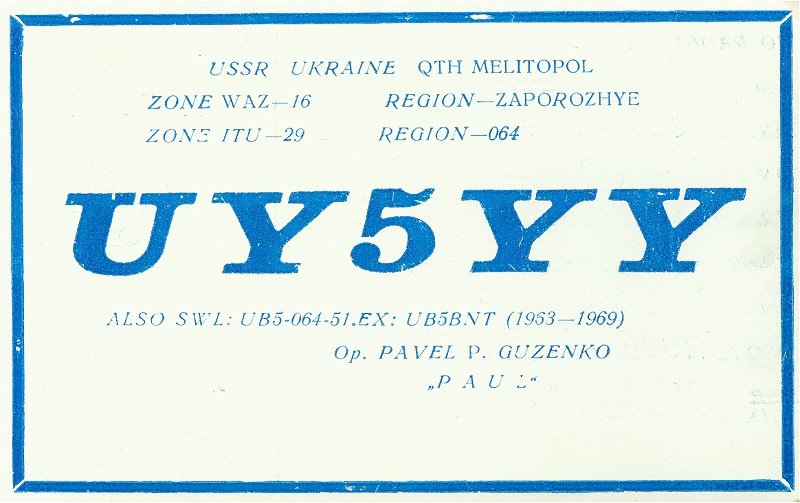 USSR UKRAINE QTH MELITOPOL
ZONE WAZ—16 REGION—ZAPOROZHYE
ZONE ITU—29 REGION—064
UY5YY
ALSO SWL: UB5-064-51.EX: UB5BNT (1963—1969)
Op. PAVEL P. GUZENKO
„PAUL“